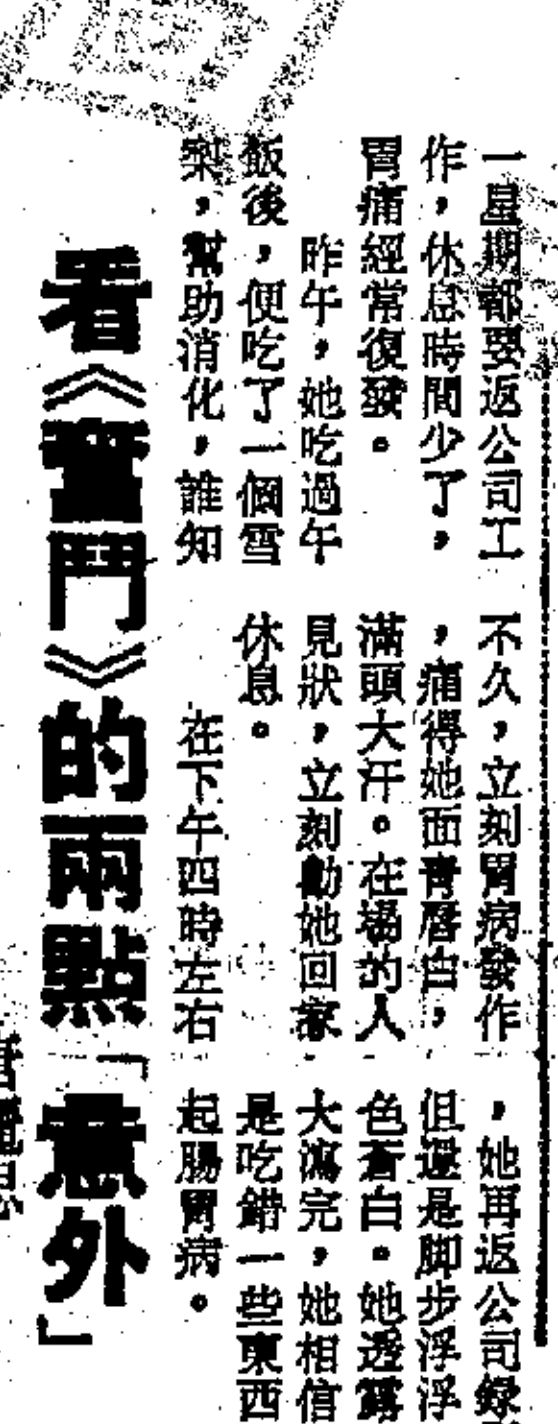 一星期都要返公司工
作，休息時間少了，
胃痛經常復發。
昨午，她吃過午
飯後，便吃了一個雪
梨，幫助消化，誰知
不久，立刻胃病發作
，痛得她面青唇白，
滿頭大汗。在場的人
見狀，立刻勸她回家
休息。
在下午四時左右
，她再返公司錄
但還是脚步浮浮
色蒼白。她透露
大瀉完，她相信
是吃錯一些東西
起腸胃病。
看《奮鬥》的兩點「意外」